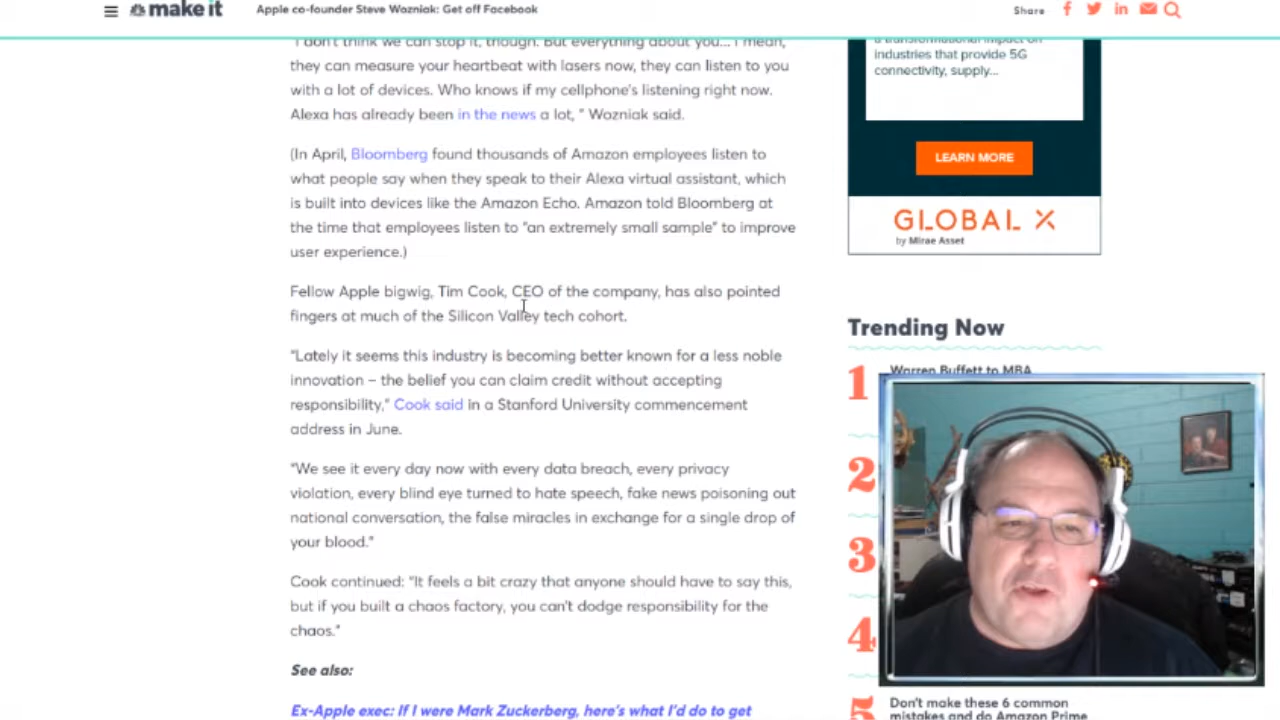 make it
Apple co-founder Steve Wozniak: Get off Facebook
Share
"I don't think we can stop it, though. But everything about you... I mean,
they can measure your heartbeat with lasers now, they can listen to you
with a lot of devices. Who knows if my cellphone's listening right now.
Alexa has already been in the news a lot, " Wozniak said.
(In April, Bloomberg found thousands of Amazon employees listen to
what people say when they speak to their Alexa virtual assistant, which
is built into devices like the Amazon Echo. Amazon told Bloomberg at
the time that employees listen to "an extremely small sample" to improve
user experience.)
Fellow Apple bigwig, Tim Cook, CEO of the company, has also pointed
fingers at much of the Silicon Valley tech cohort.
"Lately it seems this industry is becoming better known for a less noble
innovation – the belief you can claim credit without accepting
responsibility," Cook said in a Stanford University commencement
address in June.
"We see it every day now with every data breach, every privacy
violation, every blind eye turned to hate speech, fake news poisoning out
national conversation, the false miracles in exchange for a single drop of
your blood."
Cook continued: "It feels a bit crazy that anyone should have to say this,
but if you built a chaos factory, you can't dodge responsibility for the
chaos."
See also:
Ex-Apple exec: If I were Mark Zuckerberg, here's what I'd do to get
a transformational impact on
industries that provide 5G
connectivity, supply...
LEARN MORE
GLOBAL X
by Mirae Asset
Trending Now
1 Warren Buffett to MBA
2
3
4
5 Don't make these 6 common
mistakes and do Amazon Prime